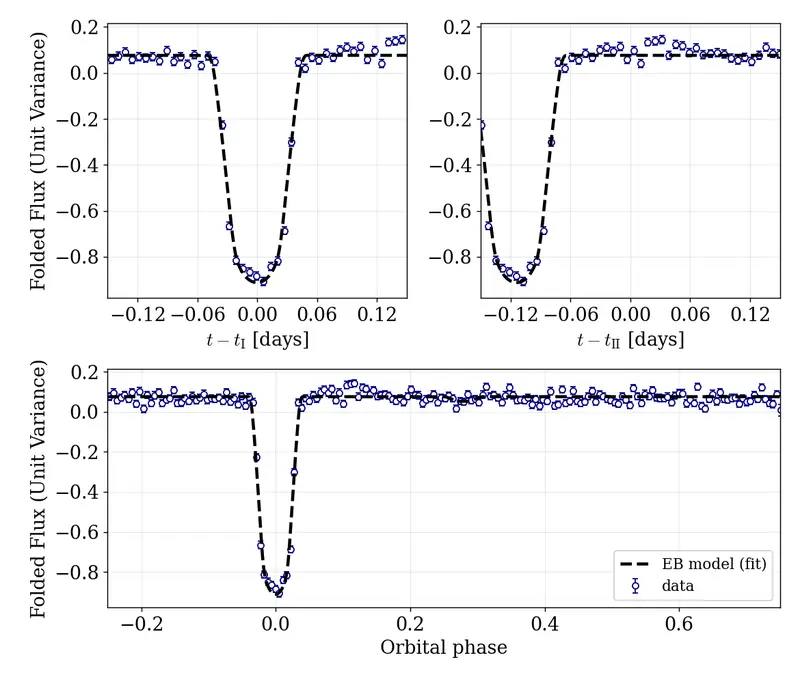 Folded Flux (Unit Variance)
0.2
0.0
−0.2
−0.4
−0.6
−0.8
−0.12 −0.06 0.00 0.06 0.12
t − t_I [days]
0.2
0.0
−0.2
−0.4
−0.6
−0.8
−0.12 −0.06 0.00 0.06 0.12
t − t_II [days]
Folded Flux (Unit Variance)
0.2
0.0
−0.2
−0.4
−0.6
−0.8
−0.2 0.0 0.2 0.4 0.6
Orbital phase
EB model (fit)
data